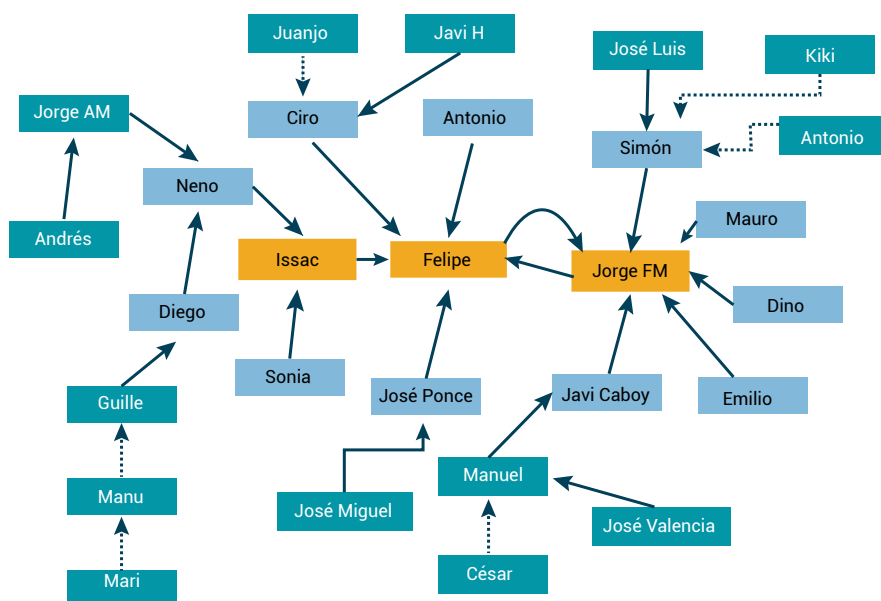 Juanjo
Javi H
José Luis
Kiki
Jorge AM
Ciro
Antonio
Simón
Antonio
Neno
Mauro
Andrés
Issac
Felipe
Jorge FM
Diego
Dino
Sonia
José Ponce
Javi Caboy
Emilio
Guille
Manuel
Manu
José Miguel
José Valencia
César
Mari